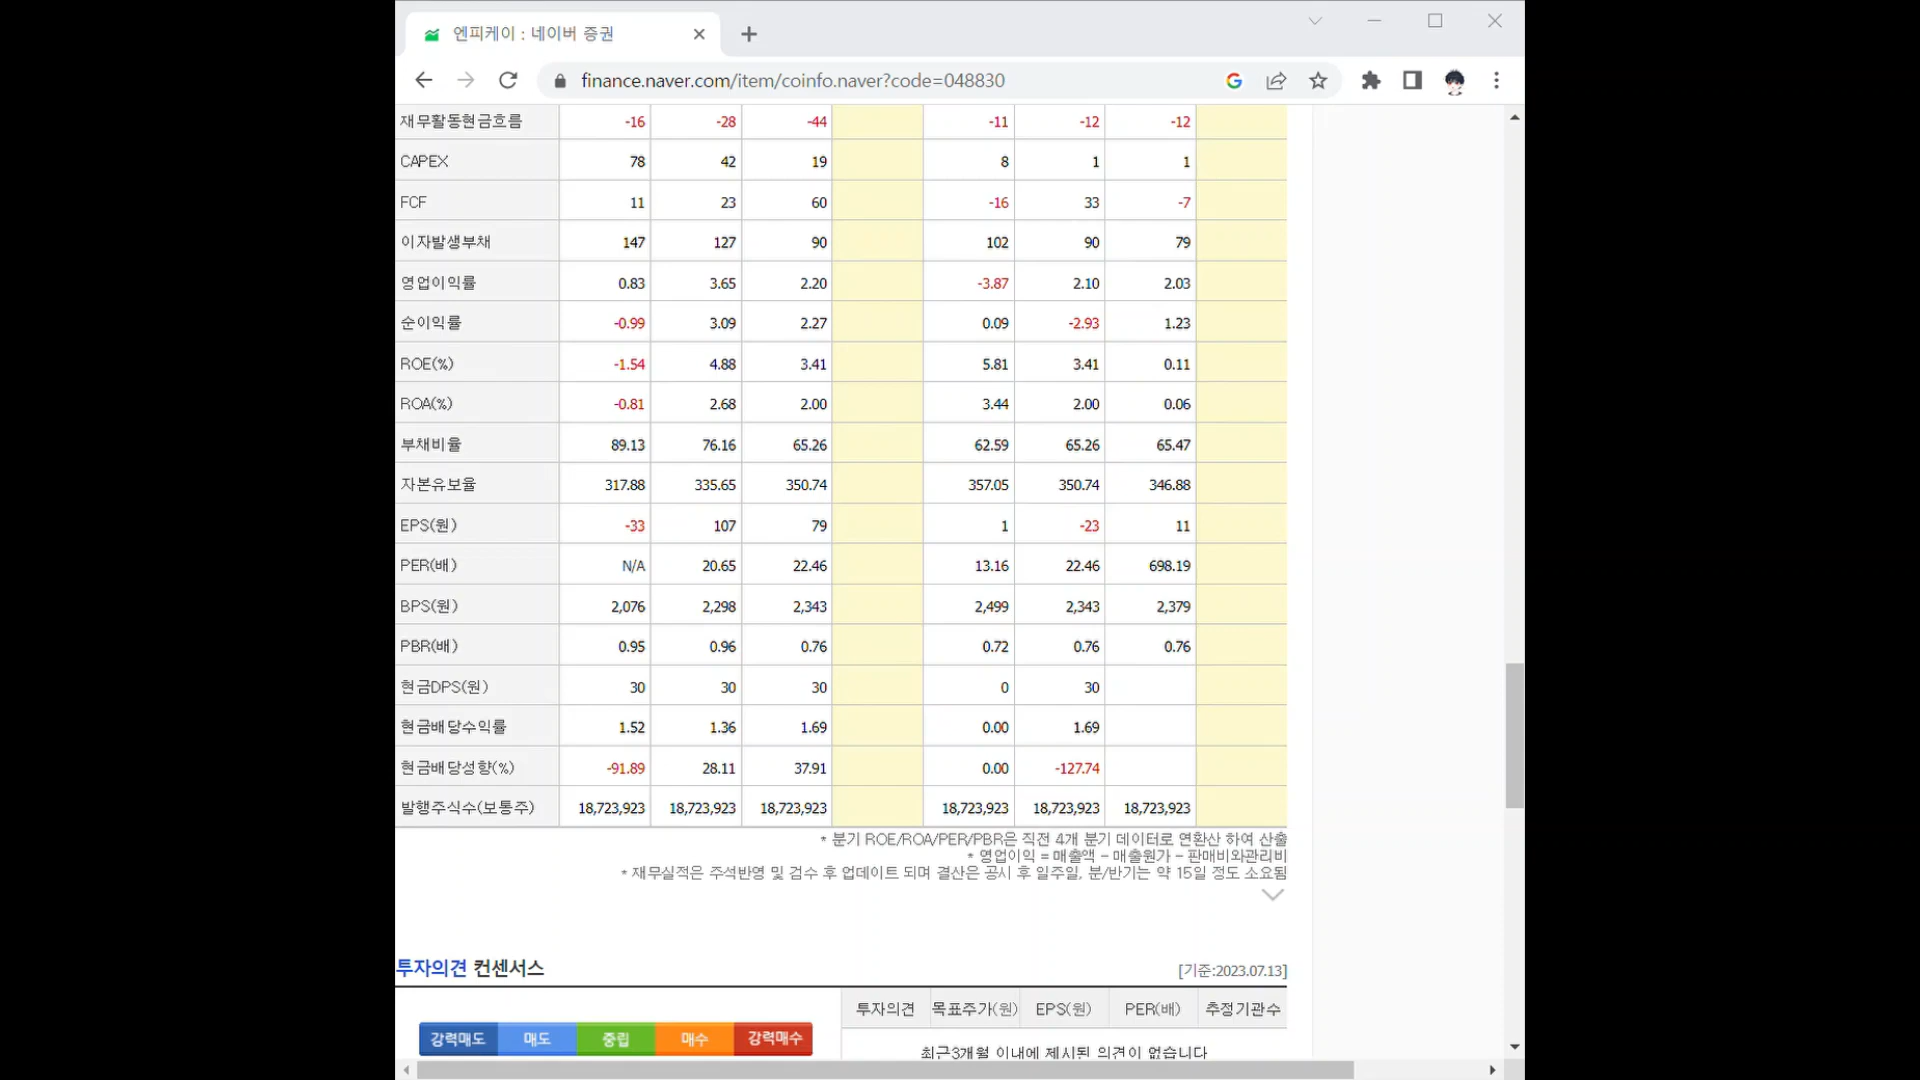 엔피케이 : 네이버 증권
finance.naver.com/item/coinfo.naver?code=048830
재무활동현금흐름 -16 -28 -44 -11 -12 -12
CAPEX 78 42 19 8 1 1
FCF 11 23 60 -16 33 -7
이자발생부채 147 127 90 102 90 79
영업이익률 0.83 3.65 2.20 -3.87 2.10 2.03
순이익률 -0.99 3.09 2.27 0.09 -2.93 1.23
ROE(%) -1.54 4.88 3.41 5.81 3.41 0.11
ROA(%) -0.81 2.68 2.00 3.44 2.00 0.06
부채비율 89.13 76.16 65.26 62.59 65.26 65.47
자본유보율 317.88 335.65 350.74 357.05 350.74 346.88
EPS(원) -33 107 79 1 -23 11
PER(배) N/A 20.65 22.46 13.16 22.46 698.19
BPS(원) 2,076 2,298 2,343 2,499 2,343 2,379
PBR(배) 0.95 0.96 0.76 0.72 0.76 0.76
현금DPS(원) 30 30 30 0 30
현금배당수익률 1.52 1.36 1.69 0.00 1.69
현금배당성향(%) -91.89 28.11 37.91 0.00 -127.74
발행주식수(보통주) 18,723,923 18,723,923 18,723,923 18,723,923 18,723,923 18,723,923
* 분기 ROE/ROA/PER/PBR은 직전 4개 분기 데이터로 연환산 하여 산출
* 영업이익 = 매출액 - 매출원가 - 판매비와관리비
* 재무실적은 주석반영 및 검수 후 업데이트 되며 결산은 공시 후 일주일, 분/반기는 약 15일 정도 소요됨
투자의견 컨센서스 [기준:2023.07.13]
투자의견 목표주가(원) EPS(원) PER(배) 추정기관수
강력매도 매도 중립 매수 강력매수
최근3개월 이내에 제시된 의견이 없습니다